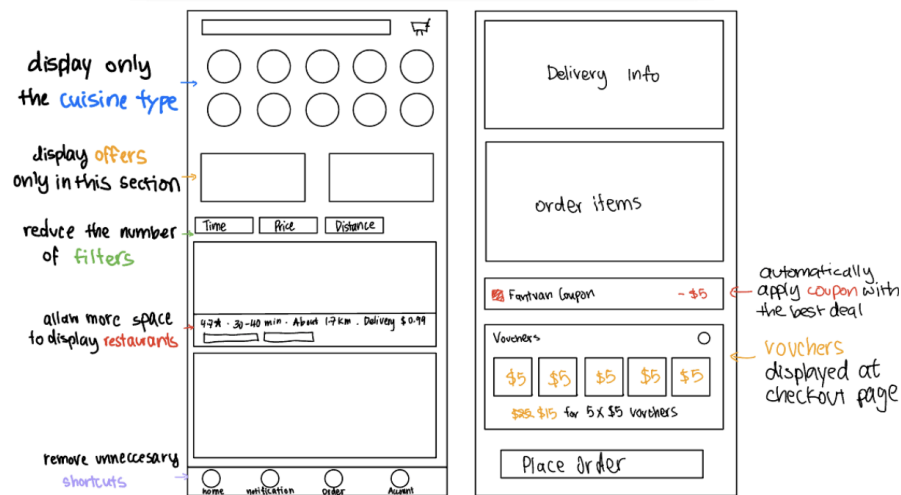 display only
the cuisine type
display offers
only in this section
reduce the number
of filters
allow more space
to display restaurants
remove unneccesary
shortcuts
Time
Price
Distance
4.7★ · 30-40 min · About 1.7km · Delivery $0.99
home
notification
order
Account
Delivery Info
order items
Fantuan Coupon
- $5
Vouchers
$5
$5
$5
$5
$5
$25 $15 for 5 x $5 vouchers
Place Order
automatically
apply coupon with
the best deal
vouchers
displayed at
checkout page